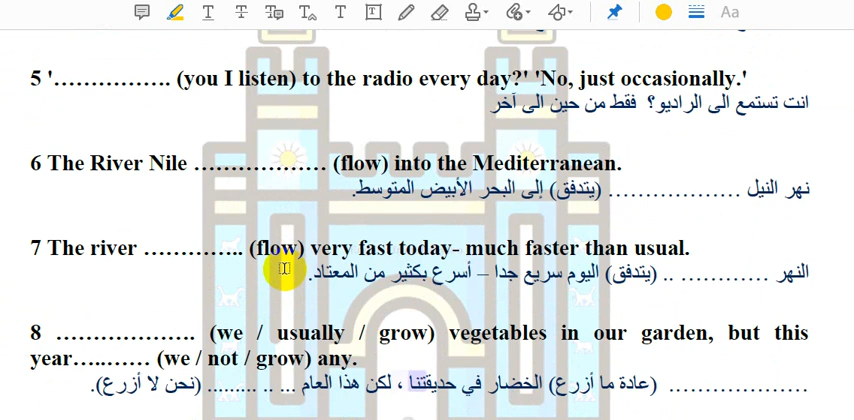 Aa
5 '……………. (you I listen) to the radio every day?' 'No, just occasionally.'
انت تستمع الى الراديو؟ فقط من حين الى آخر
6 The River Nile ……………… (flow) into the Mediterranean.
نهر النيل ……………… (يتدفق) إلى البحر الأبيض المتوسط.
7 The river ………….. (flow) very fast today- much faster than usual.
النهر ………… .. (يتدفق) اليوم سريع جدا – أسرع بكثير من المعتاد.
8 ………………. (we / usually / grow) vegetables in our garden, but this
year…..…… (we / not / grow) any.
………………… (عادة ما أزرع) الخضار في حديقتنا ، لكن هذا العام ... .. ........ (نحن لا أزرع).